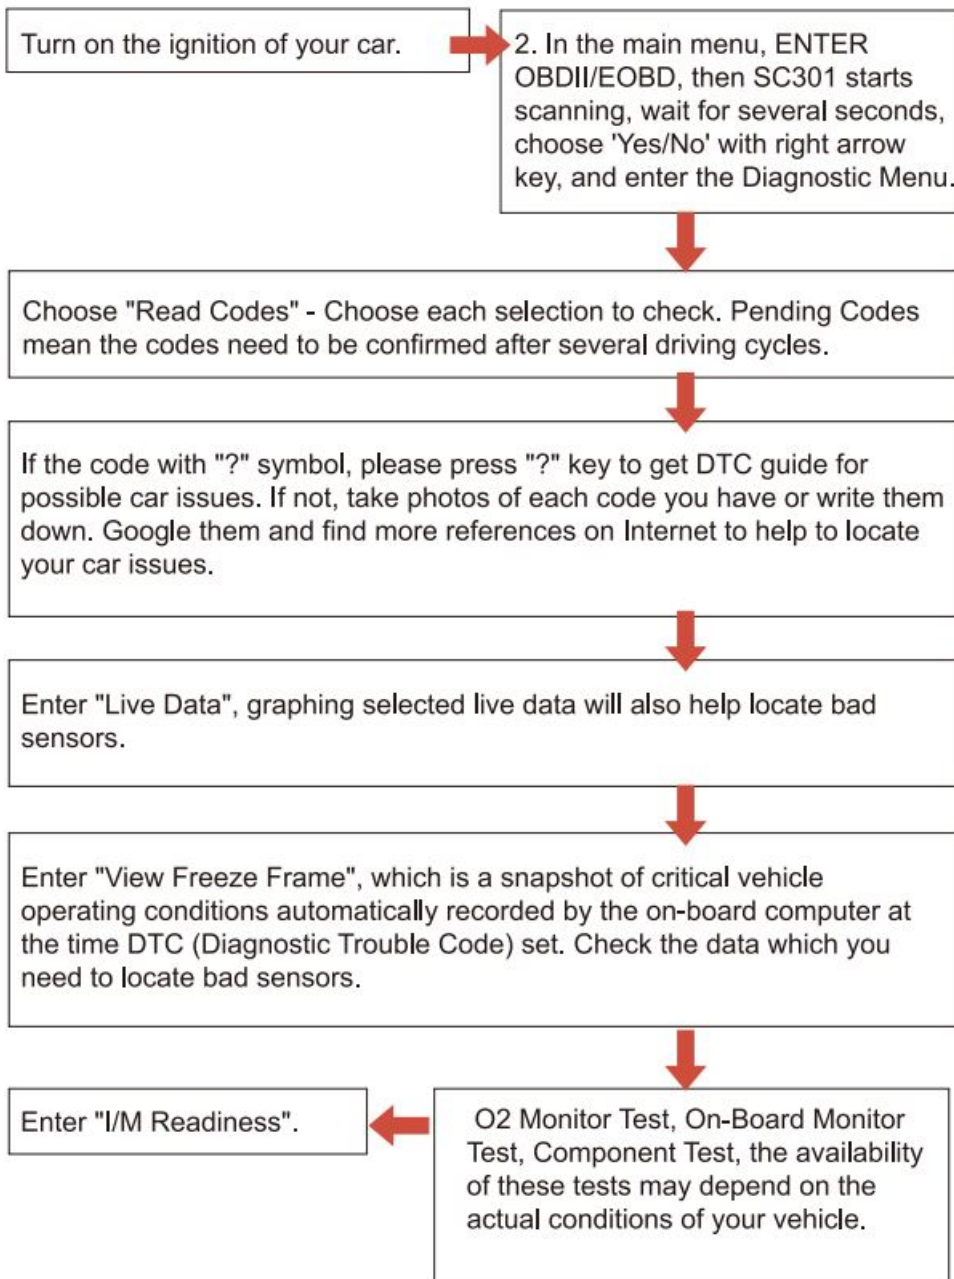 Turn on the ignition of your car.
2. In the main menu, ENTER
OBDII/EOBD, then SC301 starts
scanning, wait for several seconds,
choose 'Yes/No' with right arrow
key, and enter the Diagnostic Menu.
Choose "Read Codes" - Choose each selection to check. Pending Codes
mean the codes need to be confirmed after several driving cycles.
If the code with "?" symbol, please press "?" key to get DTC guide for
possible car issues. If not, take photos of each code you have or write them
down. Google them and find more references on Internet to help to locate
your car issues.
Enter "Live Data", graphing selected live data will also help locate bad
sensors.
Enter "View Freeze Frame", which is a snapshot of critical vehicle
operating conditions automatically recorded by the on-board computer at
the time DTC (Diagnostic Trouble Code) set. Check the data which you
need to locate bad sensors.
O2 Monitor Test, On-Board Monitor
Test, Component Test, the availability
of these tests may depend on the
actual conditions of your vehicle.
Enter "I/M Readiness".